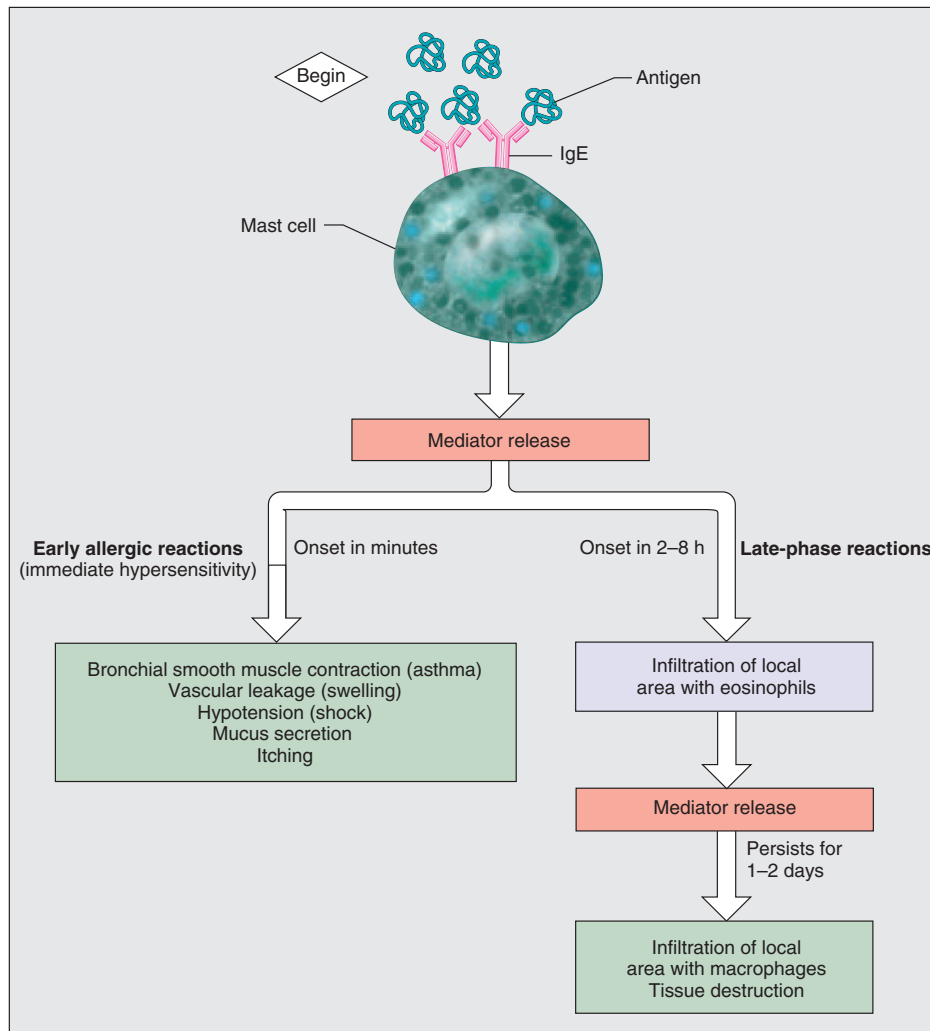 Begin
Antigen
IgE
Mast cell
Mediator release
Early allergic reactions
(immediate hypersensitivity)
Onset in minutes
Onset in 2–8 h
Late-phase reactions
Bronchial smooth muscle contraction (asthma)
Vascular leakage (swelling)
Hypotension (shock)
Mucus secretion
Itching
Infiltration of local
area with eosinophils
Mediator release
Persists for
1–2 days
Infiltration of local
area with macrophages
Tissue destruction